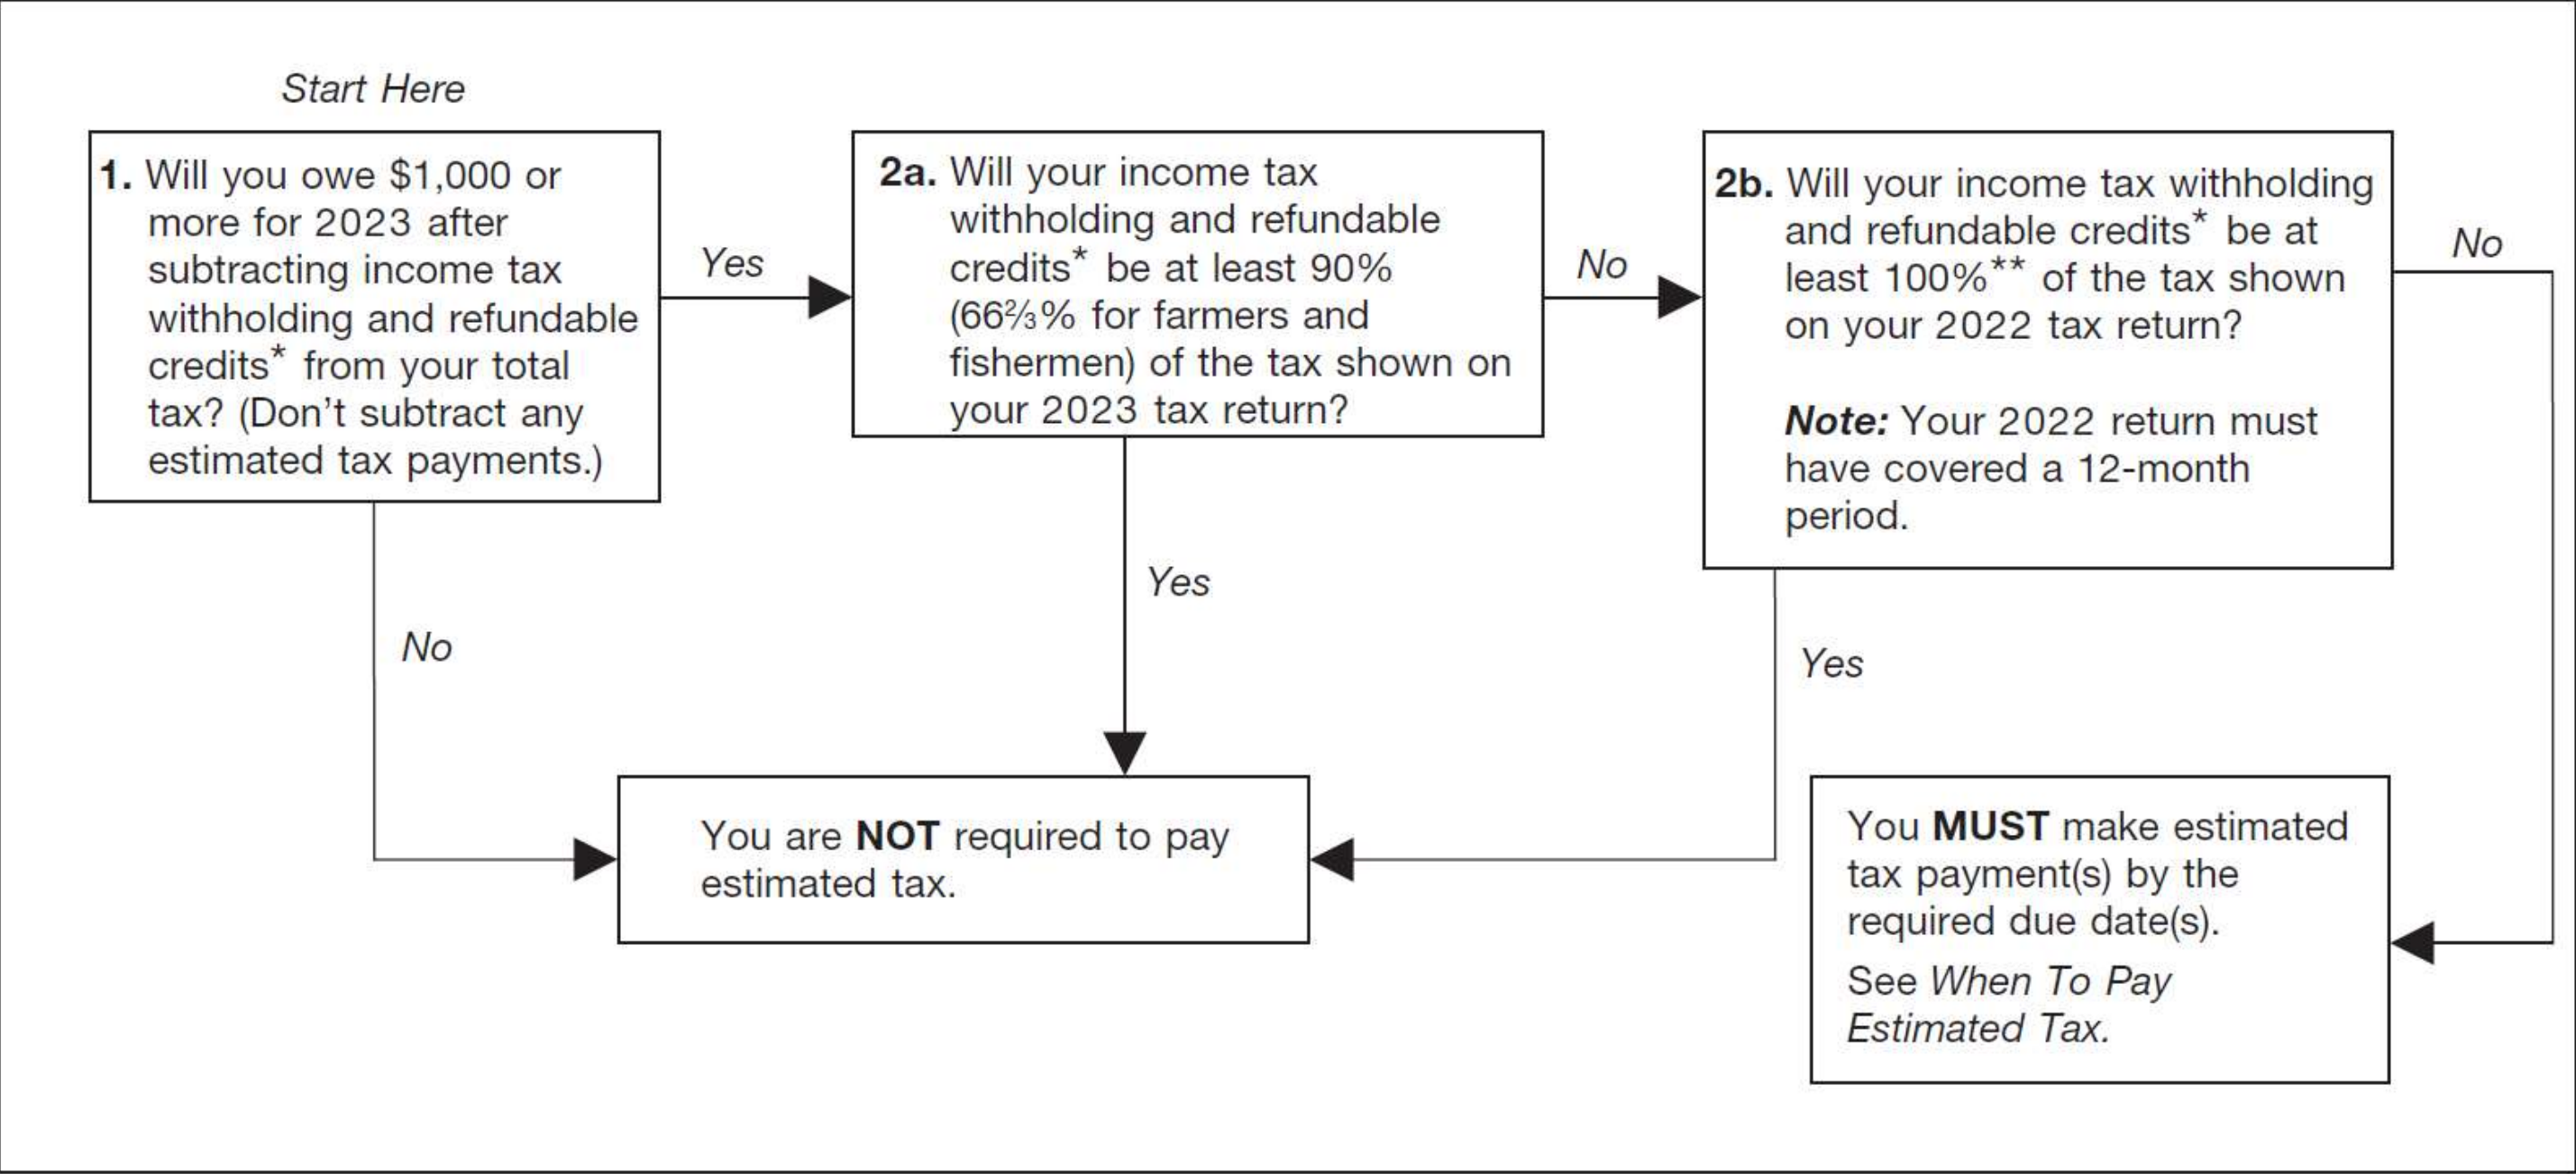 Start Here
1. Will you owe $1,000 or
more for 2023 after
subtracting income tax
withholding and refundable
credits* from your total
tax? (Don't subtract any
estimated tax payments.)
Yes
2a. Will your income tax
withholding and refundable
credits* be at least 90%
(66⅔% for farmers and
fishermen) of the tax shown on
your 2023 tax return?
No
2b. Will your income tax withholding
and refundable credits* be at
least 100%** of the tax shown
on your 2022 tax return?
Note: Your 2022 return must
have covered a 12-month
period.
No
Yes
No
Yes
You are NOT required to pay
estimated tax.
You MUST make estimated
tax payment(s) by the
required due date(s).
See When To Pay
Estimated Tax.